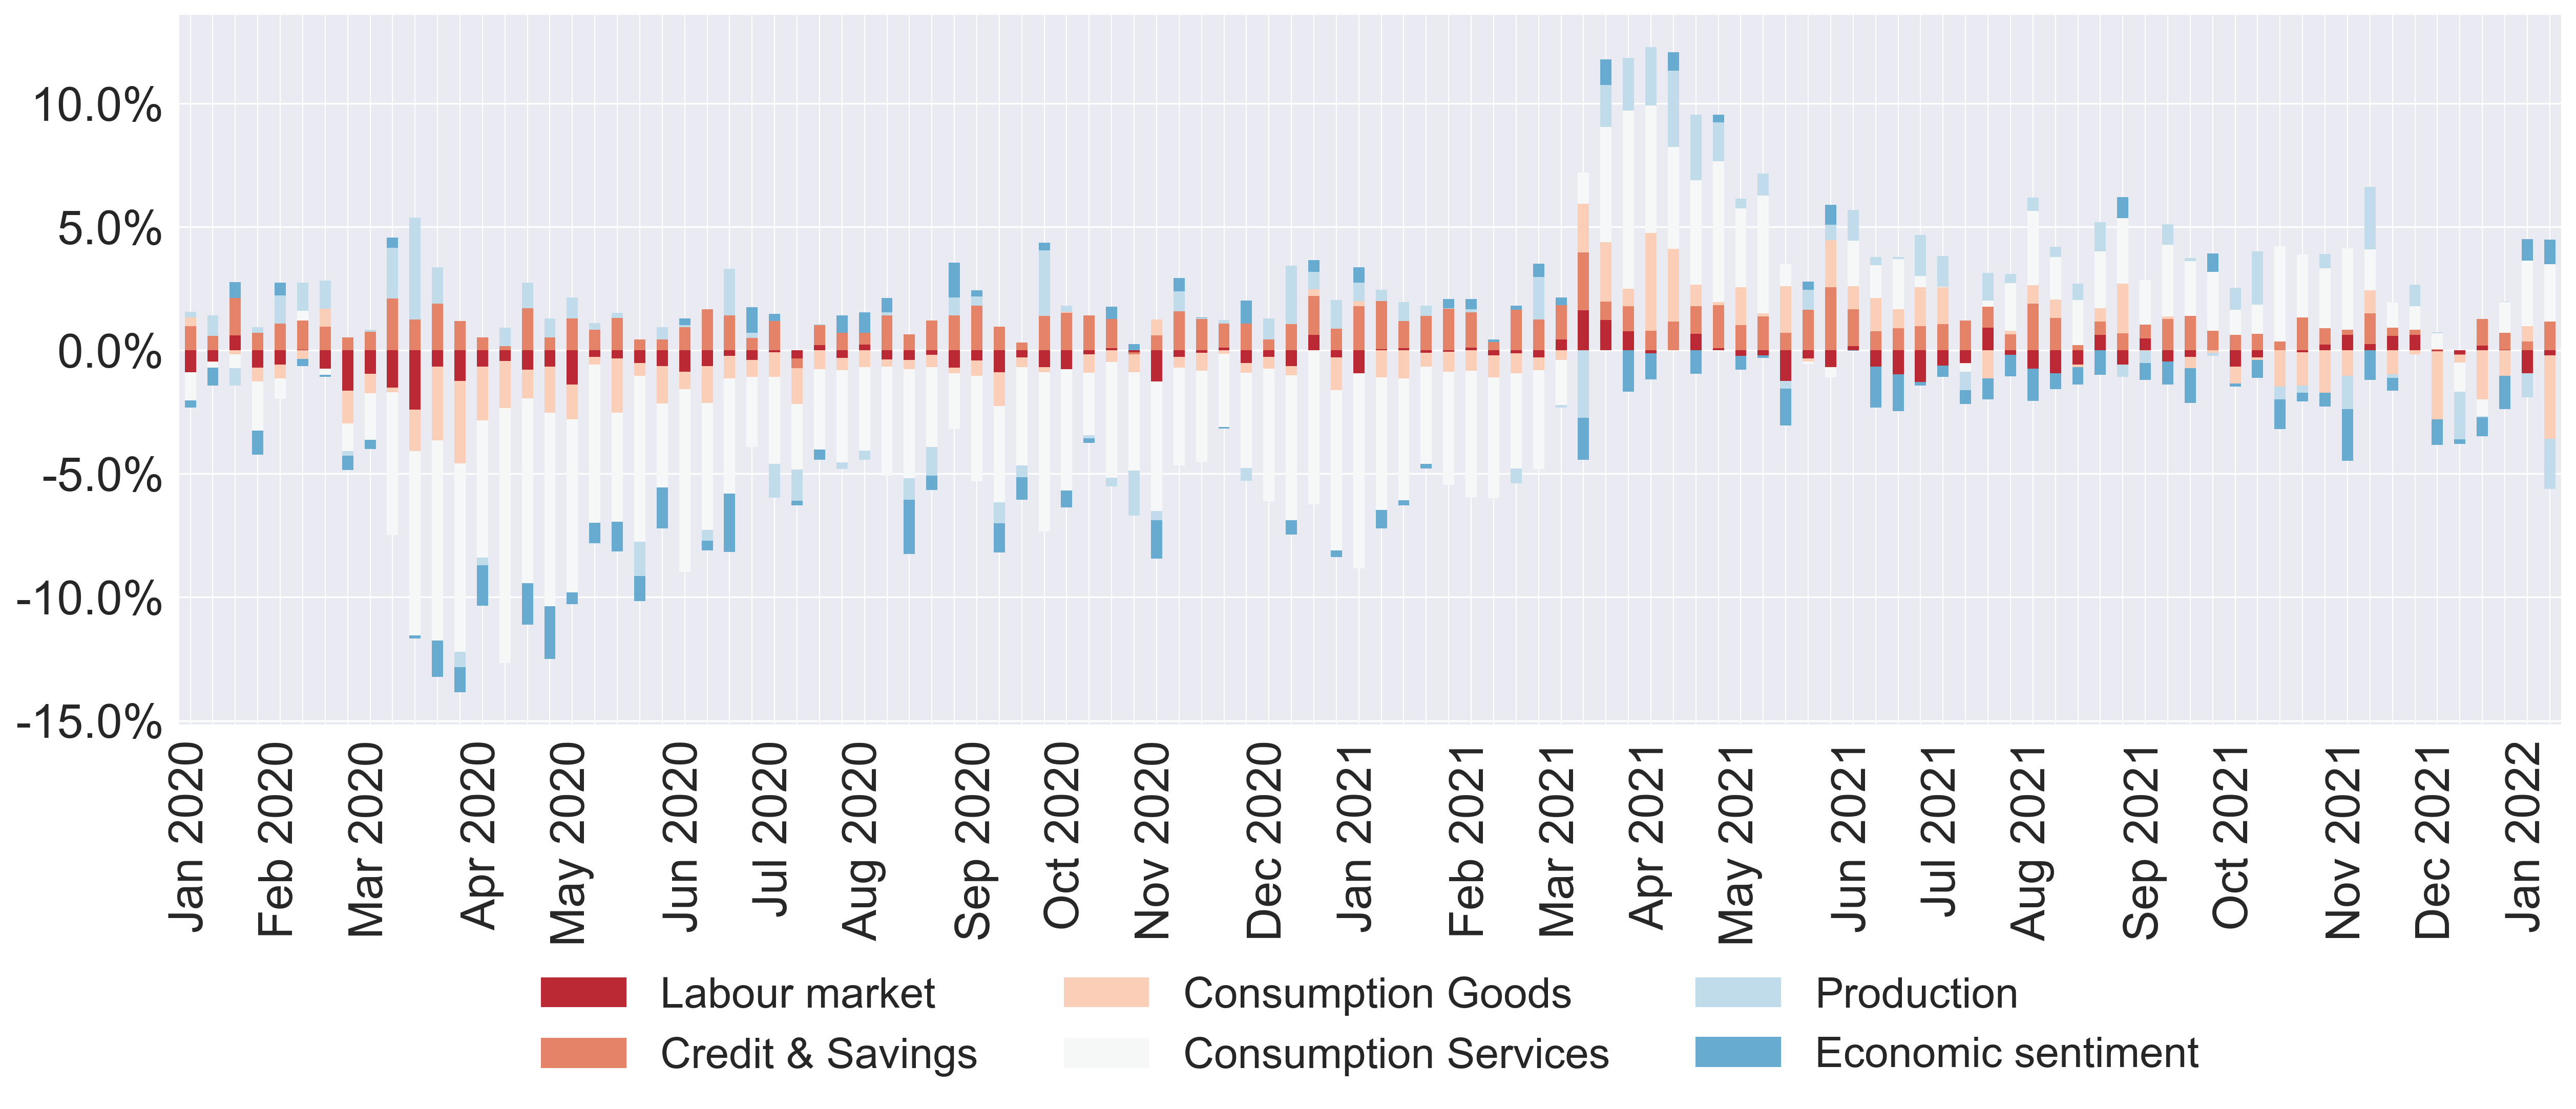 10.0%
5.0%
0.0%
-5.0%
-10.0%
-15.0%
Jan 2020
Feb 2020
Mar 2020
Apr 2020
May 2020
Jun 2020
Jul 2020
Aug 2020
Sep 2020
Oct 2020
Nov 2020
Dec 2020
Jan 2021
Feb 2021
Mar 2021
Apr 2021
May 2021
Jun 2021
Jul 2021
Aug 2021
Sep 2021
Oct 2021
Nov 2021
Dec 2021
Jan 2022
Labour market
Consumption Goods
Production
Credit & Savings
Consumption Services
Economic sentiment